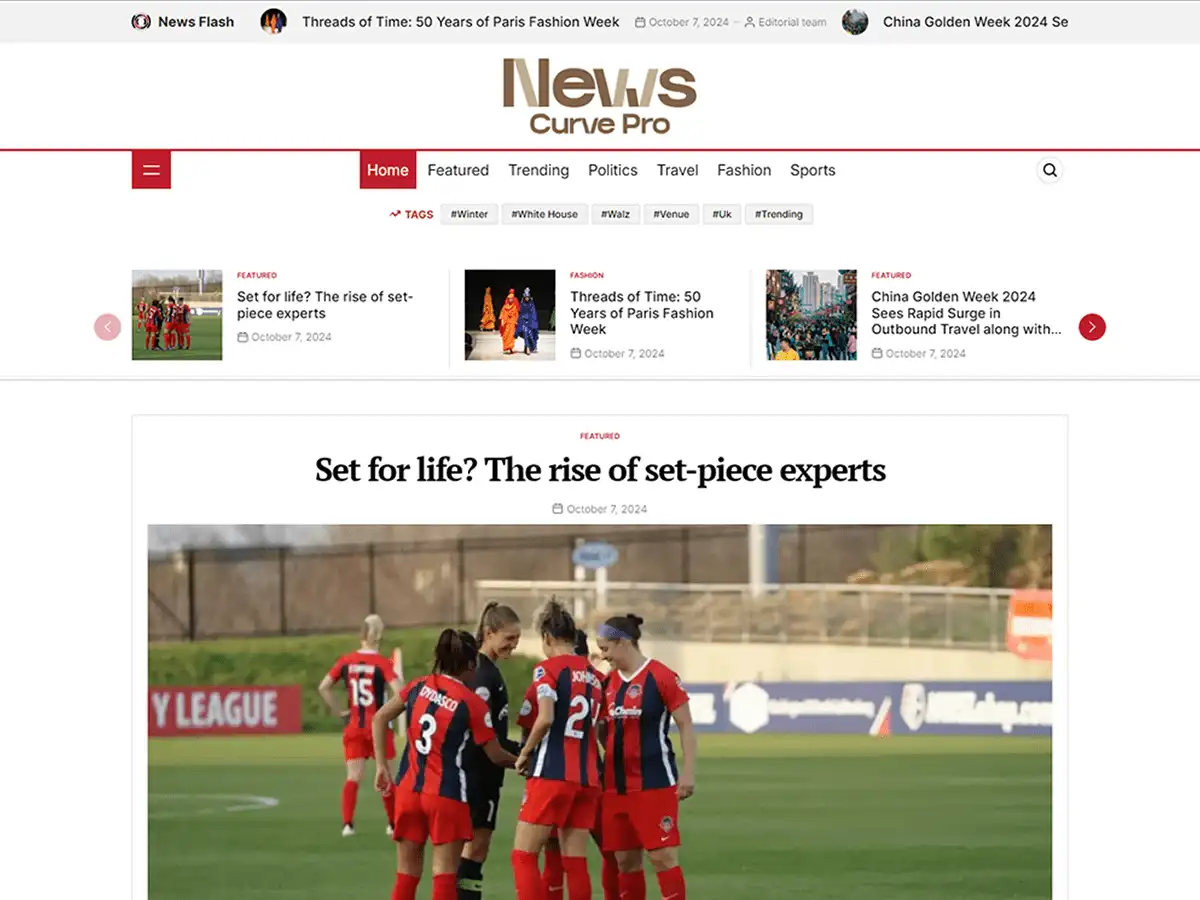 News Flash
Threads of Time: 50 Years of Paris Fashion Week
October 7, 2024 – Editorial team
China Golden Week 2024 Se
News
Curve Pro
Home Featured Trending Politics Travel Fashion Sports
TAGS #Winter #White House #Walz #Venue #Uk #Trending
FEATURED
Set for life? The rise of set-
piece experts
October 7, 2024
FASHION
Threads of Time: 50
Years of Paris Fashion
Week
October 7, 2024
FEATURED
China Golden Week 2024
Sees Rapid Surge in
Outbound Travel along with...
October 7, 2024
FEATURED
Set for life? The rise of set-piece experts
October 7, 2024
15
Y LEAGUE
DYDASCO
3
2
1